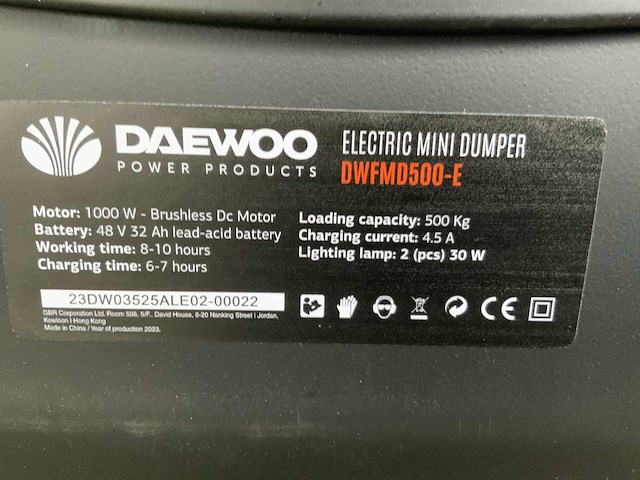 DAEWOO
POWER PRODUCTS
ELECTRIC MINI DUMPER
DWFMD500-E
Motor: 1000 W - Brushless Dc Motor
Battery: 48 V 32 Ah lead-acid battery
Working time: 8-10 hours
Charging time: 6-7 hours
Loading capacity: 500 Kg
Charging current: 4.5 A
Lighting lamp: 2 (pcs) 30 W
23DW03525ALE02-00022
GBR Corporation Ltd. Room 508, 5/F., David House, 8-20 Nanking Street | Jordan,
Kowloon | Hong Kong
Made in China / Year of production 2023.
CE